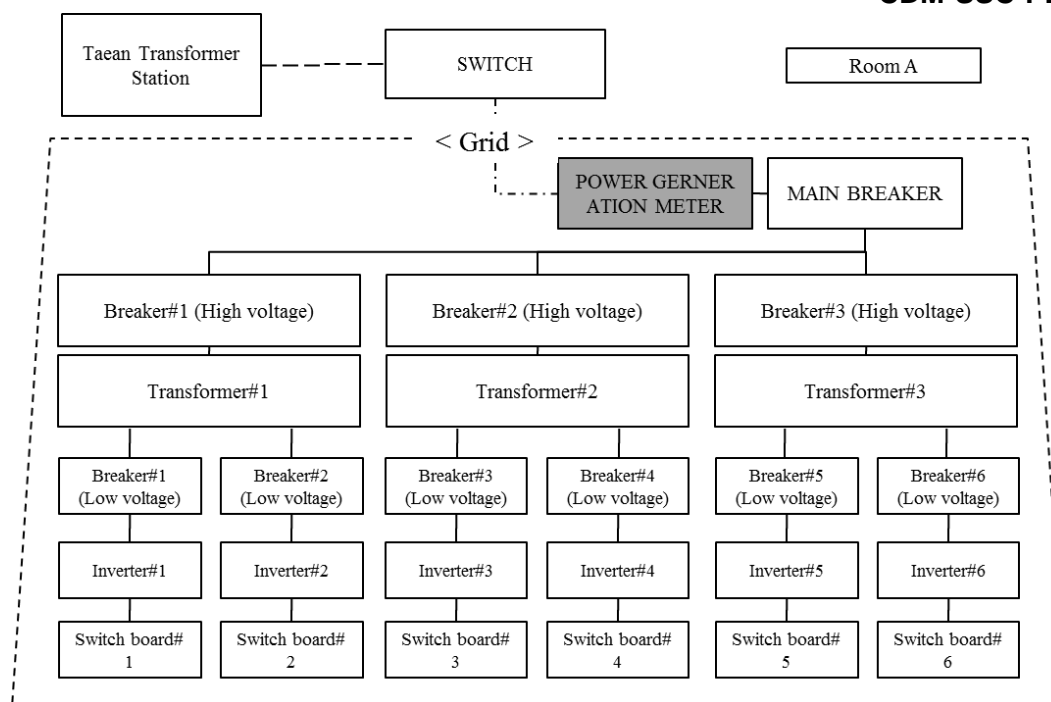 Taean Transformer
Station
SWITCH
Room A
< Grid >
POWER GERNER
ATION METER
MAIN BREAKER
Breaker#1 (High voltage)
Breaker#2 (High voltage)
Breaker#3 (High voltage)
Transformer#1
Transformer#2
Transformer#3
Breaker#1
(Low voltage)
Breaker#2
(Low voltage)
Breaker#3
(Low voltage)
Breaker#4
(Low voltage)
Breaker#5
(Low voltage)
Breaker#6
(Low voltage)
Inverter#1
Inverter#2
Inverter#3
Inverter#4
Inverter#5
Inverter#6
Switch board#
1
Switch board#
2
Switch board#
3
Switch board#
4
Switch board#
5
Switch board#
6